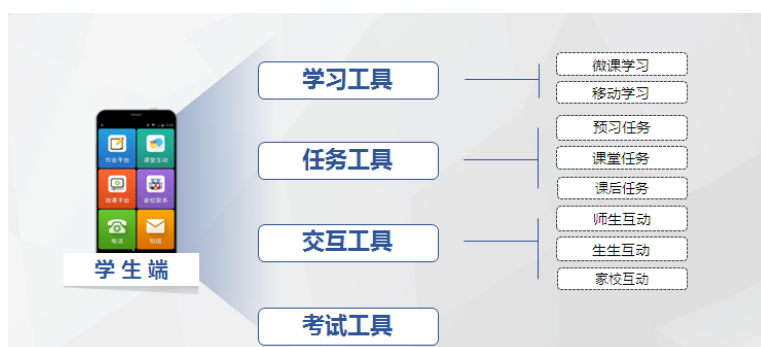 学习工具
微课学习
移动学习
任务工具
预习任务
课堂任务
课后任务
作业平台
课堂互动
微课平台
家校联系
电话
短信
学生端
交互工具
师生互动
生生互动
家校互动
考试工具